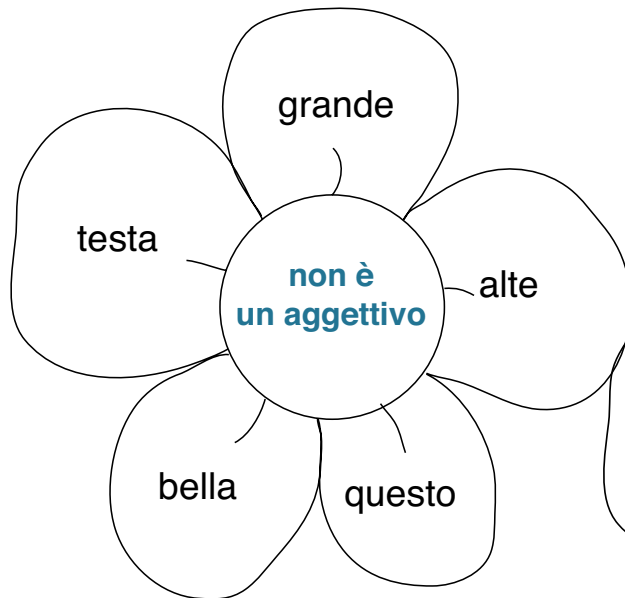 grande
testa
non è
un aggettivo
alte
bella
questo